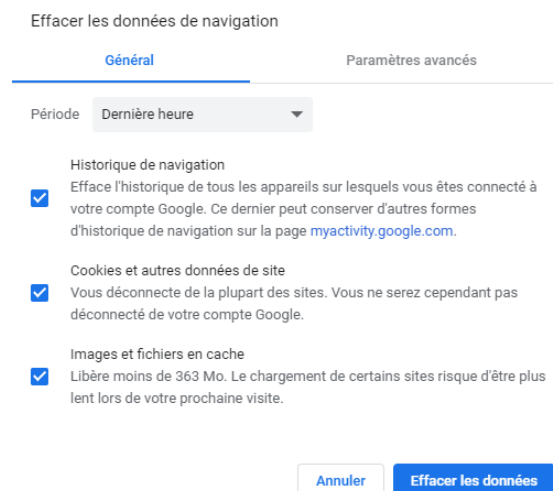 Effacer les données de navigation
Général
Paramètres avancés
Période
Dernière heure
Historique de navigation
Efface l'historique de tous les appareils sur lesquels vous êtes connecté à
votre compte Google. Ce dernier peut conserver d'autres formes
d'historique de navigation sur la page myactivity.google.com.
Cookies et autres données de site
Vous déconnecte de la plupart des sites. Vous ne serez cependant pas
déconnecté de votre compte Google.
Images et fichiers en cache
Libère moins de 363 Mo. Le chargement de certains sites risque d'être plus
lent lors de votre prochaine visite.
Annuler
Effacer les données